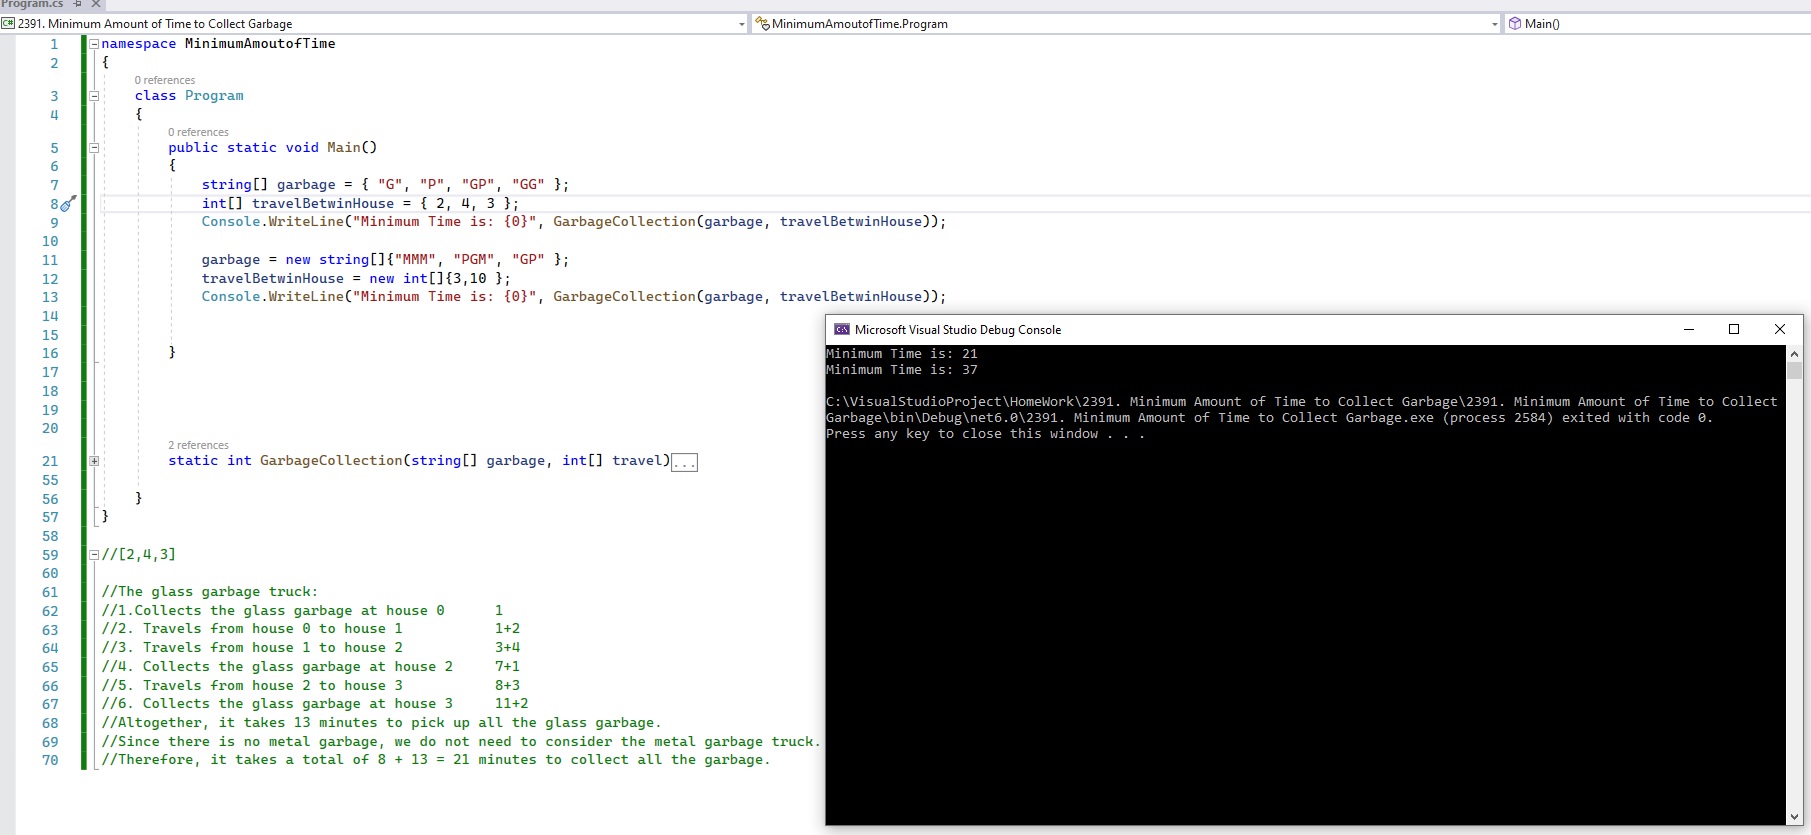 Program.cs
2391. Minimum Amount of Time to Collect Garbage
MinimumAmoutofTime.Program
Main()
1 namespace MinimumAmoutofTime
2 {
0 references
3 class Program
4 {
0 references
5 public static void Main()
6 {
7 string[] garbage = { "G", "P", "GP", "GG" };
8 int[] travelBetwinHouse = { 2, 4, 3 };
9 Console.WriteLine("Minimum Time is: {0}", GarbageCollection(garbage, travelBetwinHouse));
10
11 garbage = new string[]{"MMM", "PGM", "GP" };
12 travelBetwinHouse = new int[]{3,10 };
13 Console.WriteLine("Minimum Time is: {0}", GarbageCollection(garbage, travelBetwinHouse));
14
15
16 }
17
18
19
20
2 references
21 static int GarbageCollection(string[] garbage, int[] travel)...
55
56 }
57 }
58
59 //[2,4,3]
60
61 //The glass garbage truck:
62 //1.Collects the glass garbage at house 0 1
63 //2. Travels from house 0 to house 1 1+2
64 //3. Travels from house 1 to house 2 3+4
65 //4. Collects the glass garbage at house 2 7+1
66 //5. Travels from house 2 to house 3 8+3
67 //6. Collects the glass garbage at house 3 11+2
68 //Altogether, it takes 13 minutes to pick up all the glass garbage.
69 //Since there is no metal garbage, we do not need to consider the metal garbage truck.
70 //Therefore, it takes a total of 8 + 13 = 21 minutes to collect all the garbage.
Microsoft Visual Studio Debug Console
Minimum Time is: 21
Minimum Time is: 37
C:\VisualStudioProject\HomeWork\2391. Minimum Amount of Time to Collect Garbage\2391. Minimum Amount of Time to Collect
Garbage\bin\Debug\net6.0\2391. Minimum Amount of Time to Collect Garbage.exe (process 2584) exited with code 0.
Press any key to close this window . . .